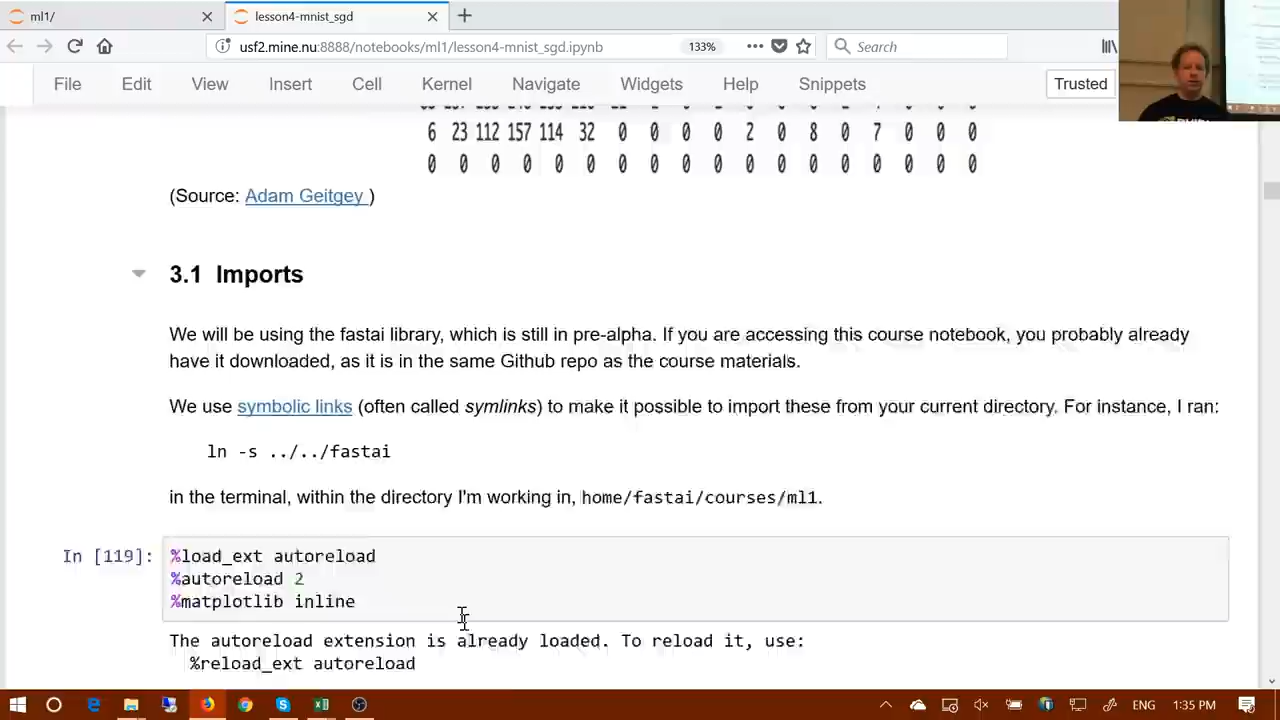 ml1/
lesson4-mnist_sgd
usf2.mine.nu:8888/notebooks/ml1/lesson4-mnist_sgd.ipynb
133%
Search
File Edit View Insert Cell Kernel Navigate Widgets Help Snippets
Trusted
6 23 112 157 114 32 0 0 0 0 2 0 8 0 7 0 0 0
0 0 0 0 0 0 0 0 0 0 0 0 0 0 0 0 0 0
(Source: Adam Geitgey )
3.1 Imports
We will be using the fastai library, which is still in pre-alpha. If you are accessing this course notebook, you probably already
have it downloaded, as it is in the same Github repo as the course materials.
We use symbolic links (often called symlinks) to make it possible to import these from your current directory. For instance, I ran:
ln -s ../../fastai
in the terminal, within the directory I'm working in, home/fastai/courses/ml1.
In [119]:
%load_ext autoreload
%autoreload 2
%matplotlib inline
The autoreload extension is already loaded. To reload it, use:
%reload_ext autoreload
ENG
1:35 PM